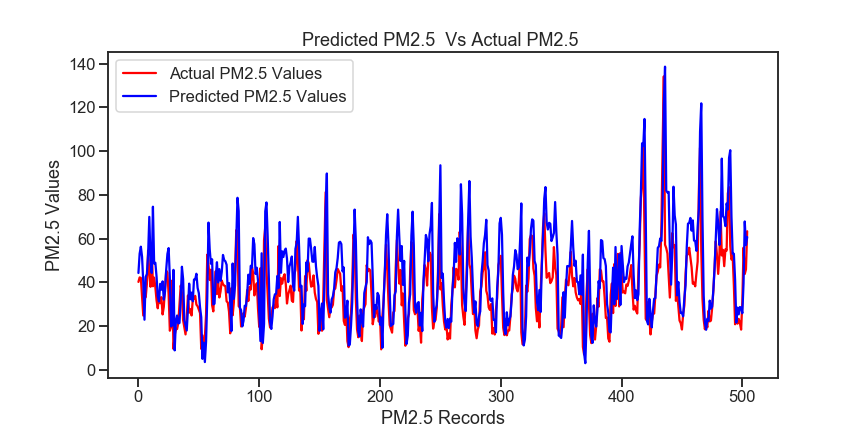 Predicted PM2.5  Vs Actual PM2.5
Actual PM2.5 Values
Predicted PM2.5 Values
PM2.5 Values
140
120
100
80
60
40
20
0
0 100 200 300 400 500
PM2.5 Records